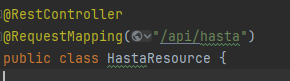 @RestController
@RequestMapping("/api/hasta")
public class HastaResource {